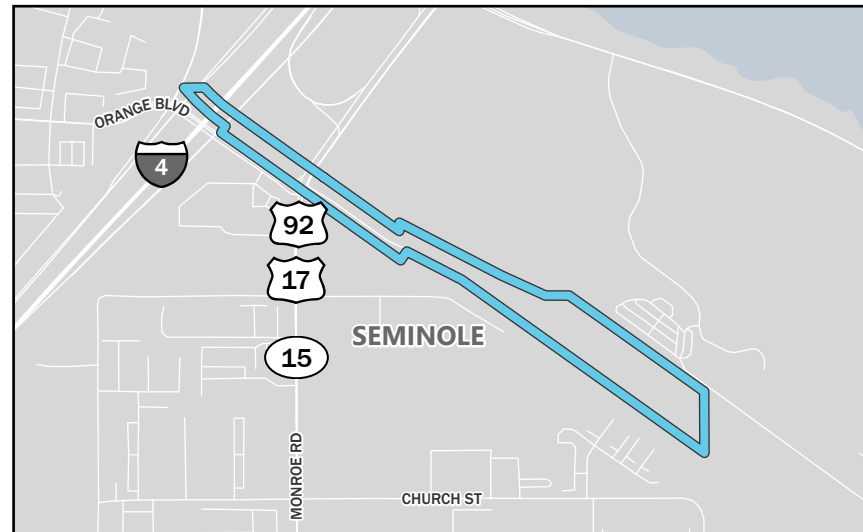 ORANGE BLVD
4
92
17
SEMINOLE
15
MONROE RD
CHURCH ST